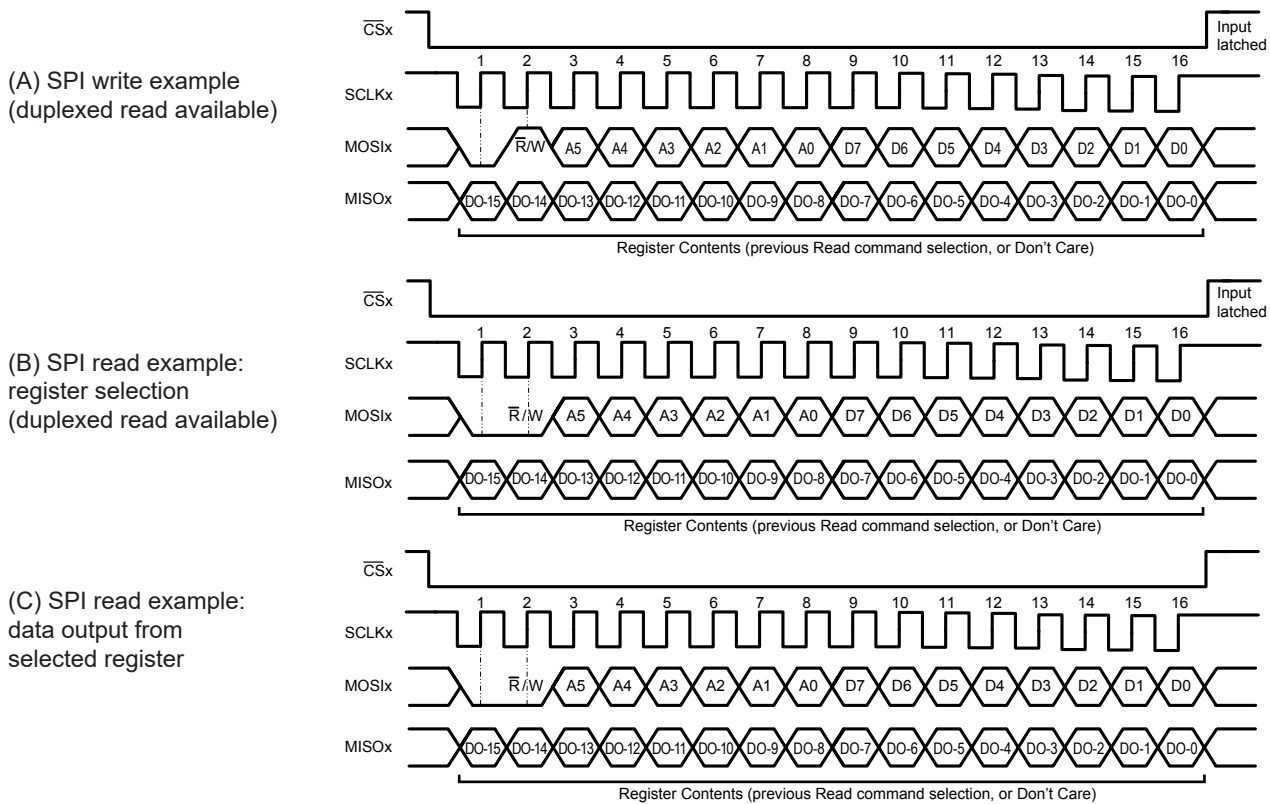 (A) SPI write example
(duplexed read available)
C̅S̅x
Input
latched
1 2 3 4 5 6 7 8 9 10 11 12 13 14 15 16
SCLKx
MOSIx R̅/W A5 A4 A3 A2 A1 A0 D7 D6 D5 D4 D3 D2 D1 D0
MISOx DO-15 DO-14 DO-13 DO-12 DO-11 DO-10 DO-9 DO-8 DO-7 DO-6 DO-5 DO-4 DO-3 DO-2 DO-1 DO-0
Register Contents (previous Read command selection, or Don't Care)
(B) SPI read example:
register selection
(duplexed read available)
C̅S̅x
Input
latched
1 2 3 4 5 6 7 8 9 10 11 12 13 14 15 16
SCLKx
MOSIx R̅/W A5 A4 A3 A2 A1 A0 D7 D6 D5 D4 D3 D2 D1 D0
MISOx DO-15 DO-14 DO-13 DO-12 DO-11 DO-10 DO-9 DO-8 DO-7 DO-6 DO-5 DO-4 DO-3 DO-2 DO-1 DO-0
Register Contents (previous Read command selection, or Don't Care)
(C) SPI read example:
data output from
selected register
C̅S̅x
1 2 3 4 5 6 7 8 9 10 11 12 13 14 15 16
SCLKx
MOSIx R̅/W A5 A4 A3 A2 A1 A0 D7 D6 D5 D4 D3 D2 D1 D0
MISOx DO-15 DO-14 DO-13 DO-12 DO-11 DO-10 DO-9 DO-8 DO-7 DO-6 DO-5 DO-4 DO-3 DO-2 DO-1 DO-0
Register Contents (previous Read command selection, or Don't Care)